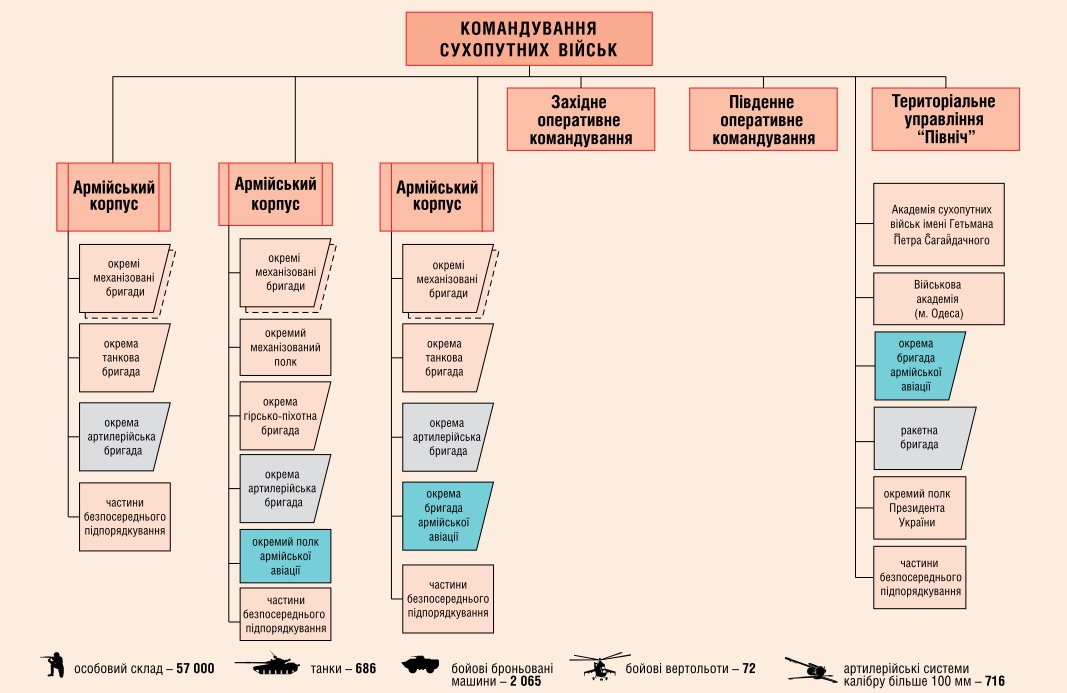 КОМАНДУВАННЯ
СУХОПУТНИХ ВІЙСЬК
Західне
оперативне
командування
Південне
оперативне
командування
Територіальне
управління
“Північ”
Армійський
корпус
окремі
механізовані
бригади
окрема
танкова
бригада
окрема
артилерійська
бригада
частини
безпосереднього
підпорядкування
Армійський
корпус
окремі
механізовані
бригади
окремий
механізований
полк
окрема
гірсько-піхотна
бригада
окрема
артилерійська
бригада
окремий полк
армійської
авіації
частини
безпосереднього
підпорядкування
Армійський
корпус
окремі
механізовані
бригади
окрема
танкова
бригада
окрема
артилерійська
бригада
окрема
бригада
армійської
авіації
частини
безпосереднього
підпорядкування
Академія сухопутних
військ імені Гетьмана
Петра Сагайдачного
Військова
академія
(м. Одеса)
окрема
бригада
армійської
авіації
ракетна
бригада
окремий полк
Президента
України
частини
безпосереднього
підпорядкування
особовий склад – 57 000
танки – 686
бойові броньовані
машини – 2 065
бойові вертольоти – 72
артилерійські системи
калібру більше 100 мм – 716